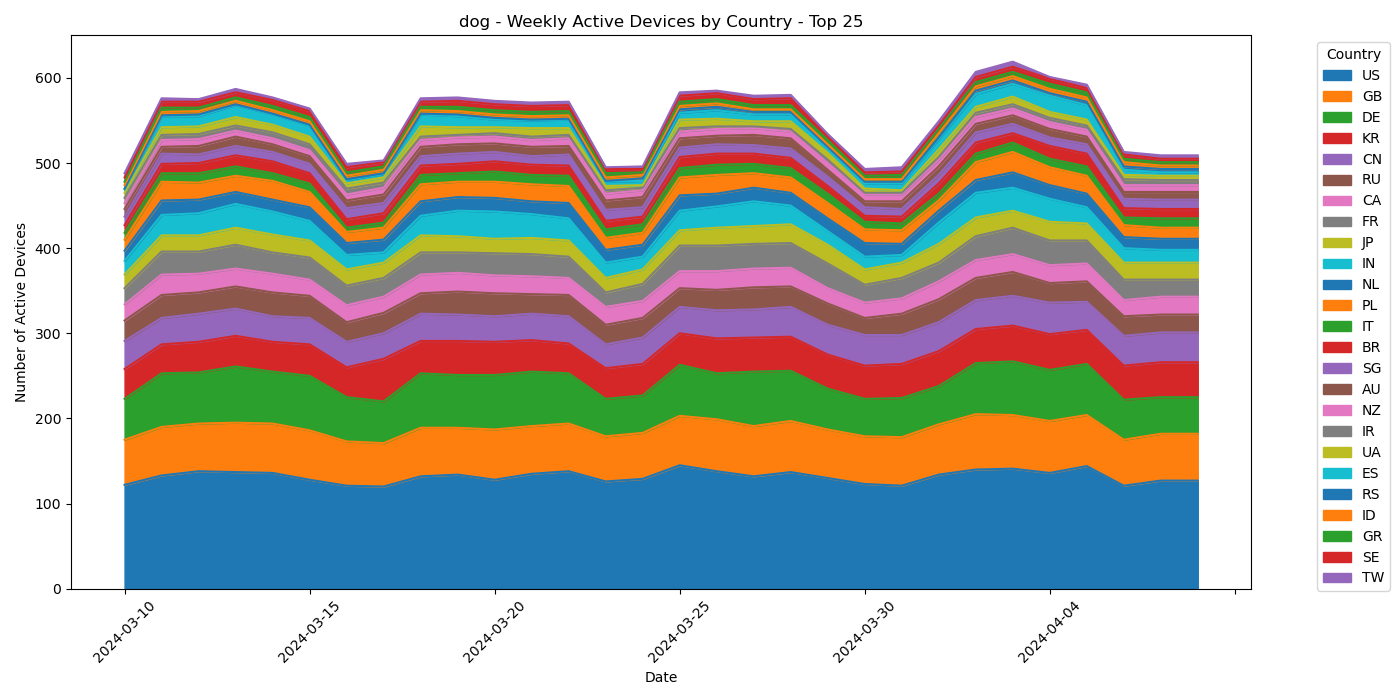 dog - Weekly Active Devices by Country - Top 25
Number of Active Devices
600
500
400
300
200
100
0
2024-03-10
2024-03-15
2024-03-20
2024-03-25
2024-03-30
2024-04-04
Date
Country
US
GB
DE
KR
CN
RU
CA
FR
JP
IN
NL
PL
IT
BR
SG
AU
NZ
IR
UA
ES
RS
ID
GR
SE
TW